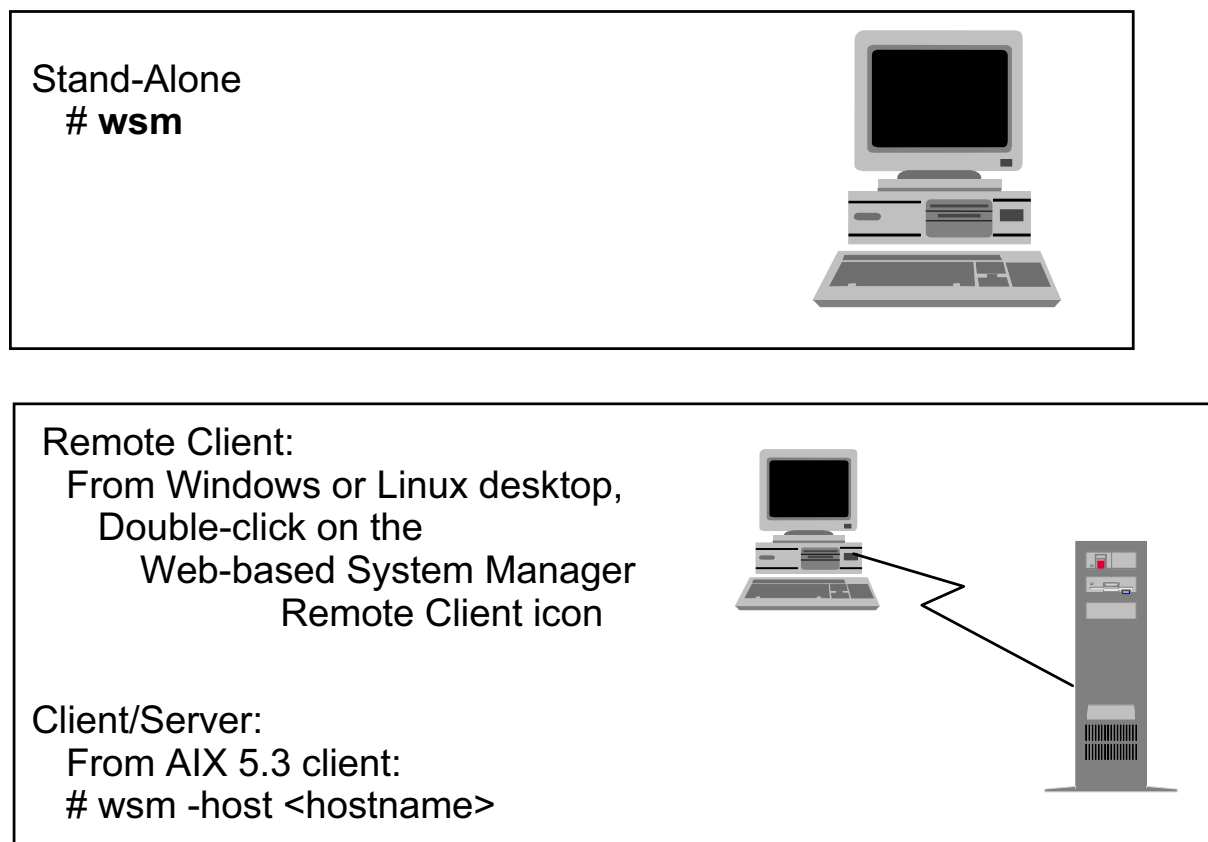 Stand-Alone
# wsm
Remote Client:
From Windows or Linux desktop,
Double-click on the
Web-based System Manager
Remote Client icon
Client/Server:
From AIX 5.3 client:
# wsm -host <hostname>